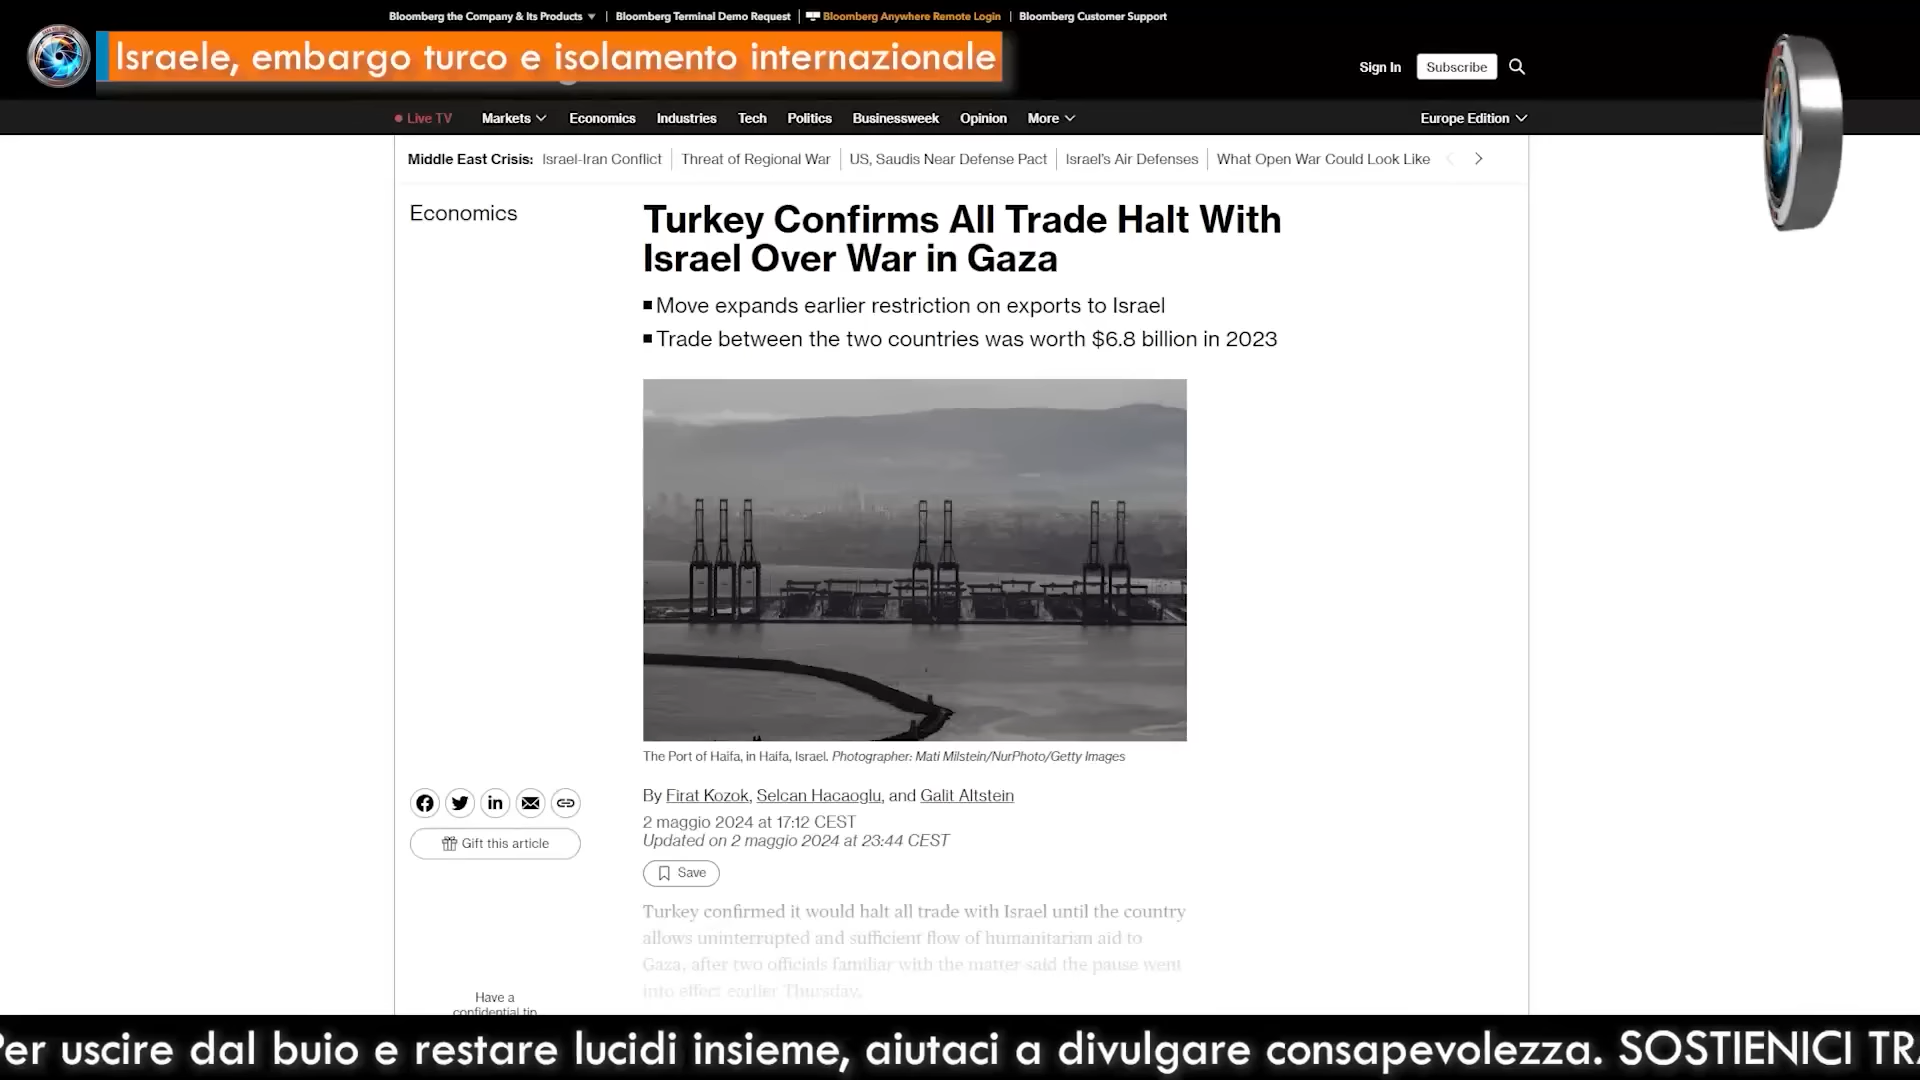 Bloomberg the Company & Its Products
Bloomberg Terminal Demo Request
Bloomberg Anywhere Remote Login
Bloomberg Customer Support
Israele, embargo turco e isolamento internazionale
Sign In
Subscribe
Live TV
Markets
Economics
Industries
Tech
Politics
Businessweek
Opinion
More
Europe Edition
Middle East Crisis:
Israel-Iran Conflict
Threat of Regional War
US, Saudis Near Defense Pact
Israel's Air Defenses
What Open War Could Look Like
Economics
Turkey Confirms All Trade Halt With
Israel Over War in Gaza
Move expands earlier restriction on exports to Israel
Trade between the two countries was worth $6.8 billion in 2023
The Port of Haifa, in Haifa, Israel. Photographer: Mati Milstein/NurPhoto/Getty Images
By Firat Kozok, Selcan Hacaoglu, and Galit Altstein
2 maggio 2024 at 17:12 CEST
Updated on 2 maggio 2024 at 23:44 CEST
Gift this article
Save
Turkey confirmed it would halt all trade with Israel until the country
allows uninterrupted and sufficient flow of humanitarian aid to
Gaza, after two officials familiar with the matter said the pause went
into effect earlier Thursday.
Have a
confidential tip
Per uscire dal buio e restare lucidi insieme, aiutaci a divulgare consapevolezza. SOSTIENICI TRA